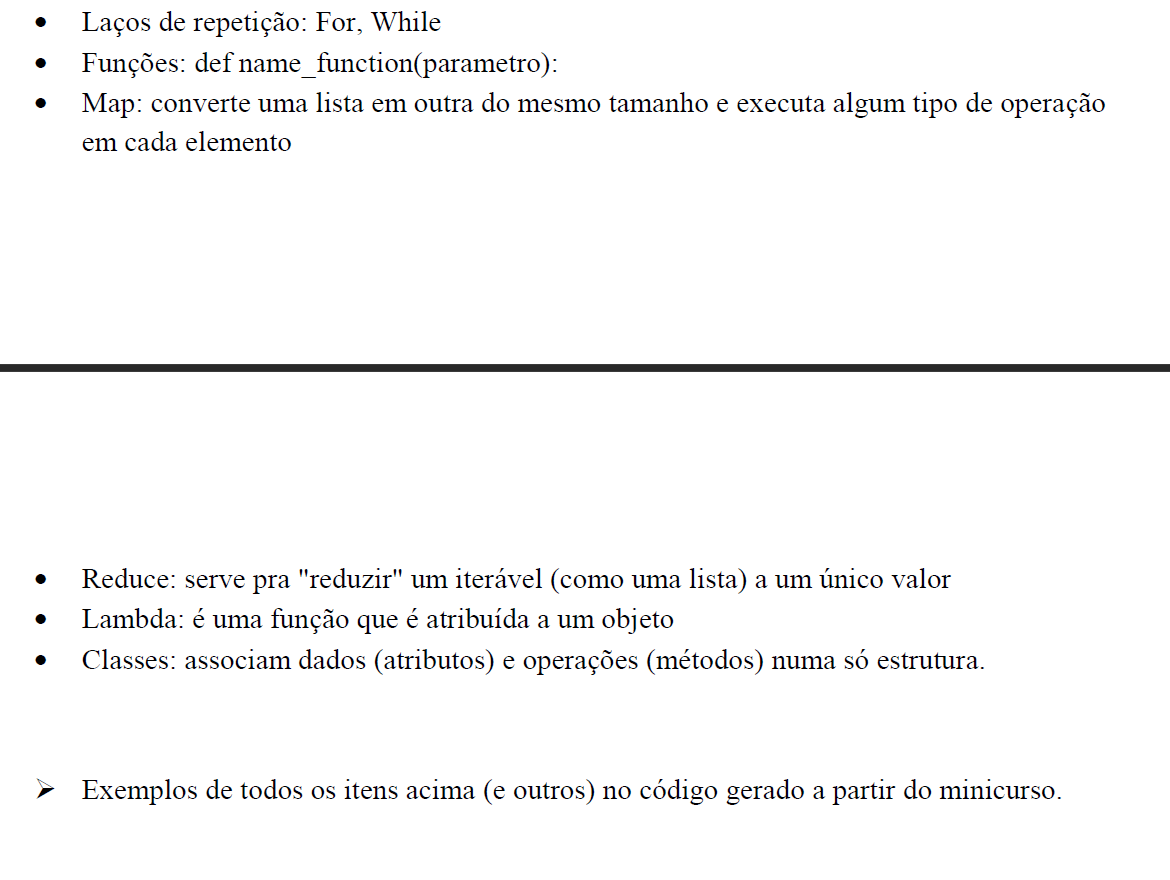 • Laços de repetição: For, While
• Funções: def name_function(parametro):
• Map: converte uma lista em outra do mesmo tamanho e executa algum tipo de operação
em cada elemento
• Reduce: serve pra "reduzir" um iterável (como uma lista) a um único valor
• Lambda: é uma função que é atribuída a um objeto
• Classes: associam dados (atributos) e operações (métodos) numa só estrutura.
➢ Exemplos de todos os itens acima (e outros) no código gerado a partir do minicurso.